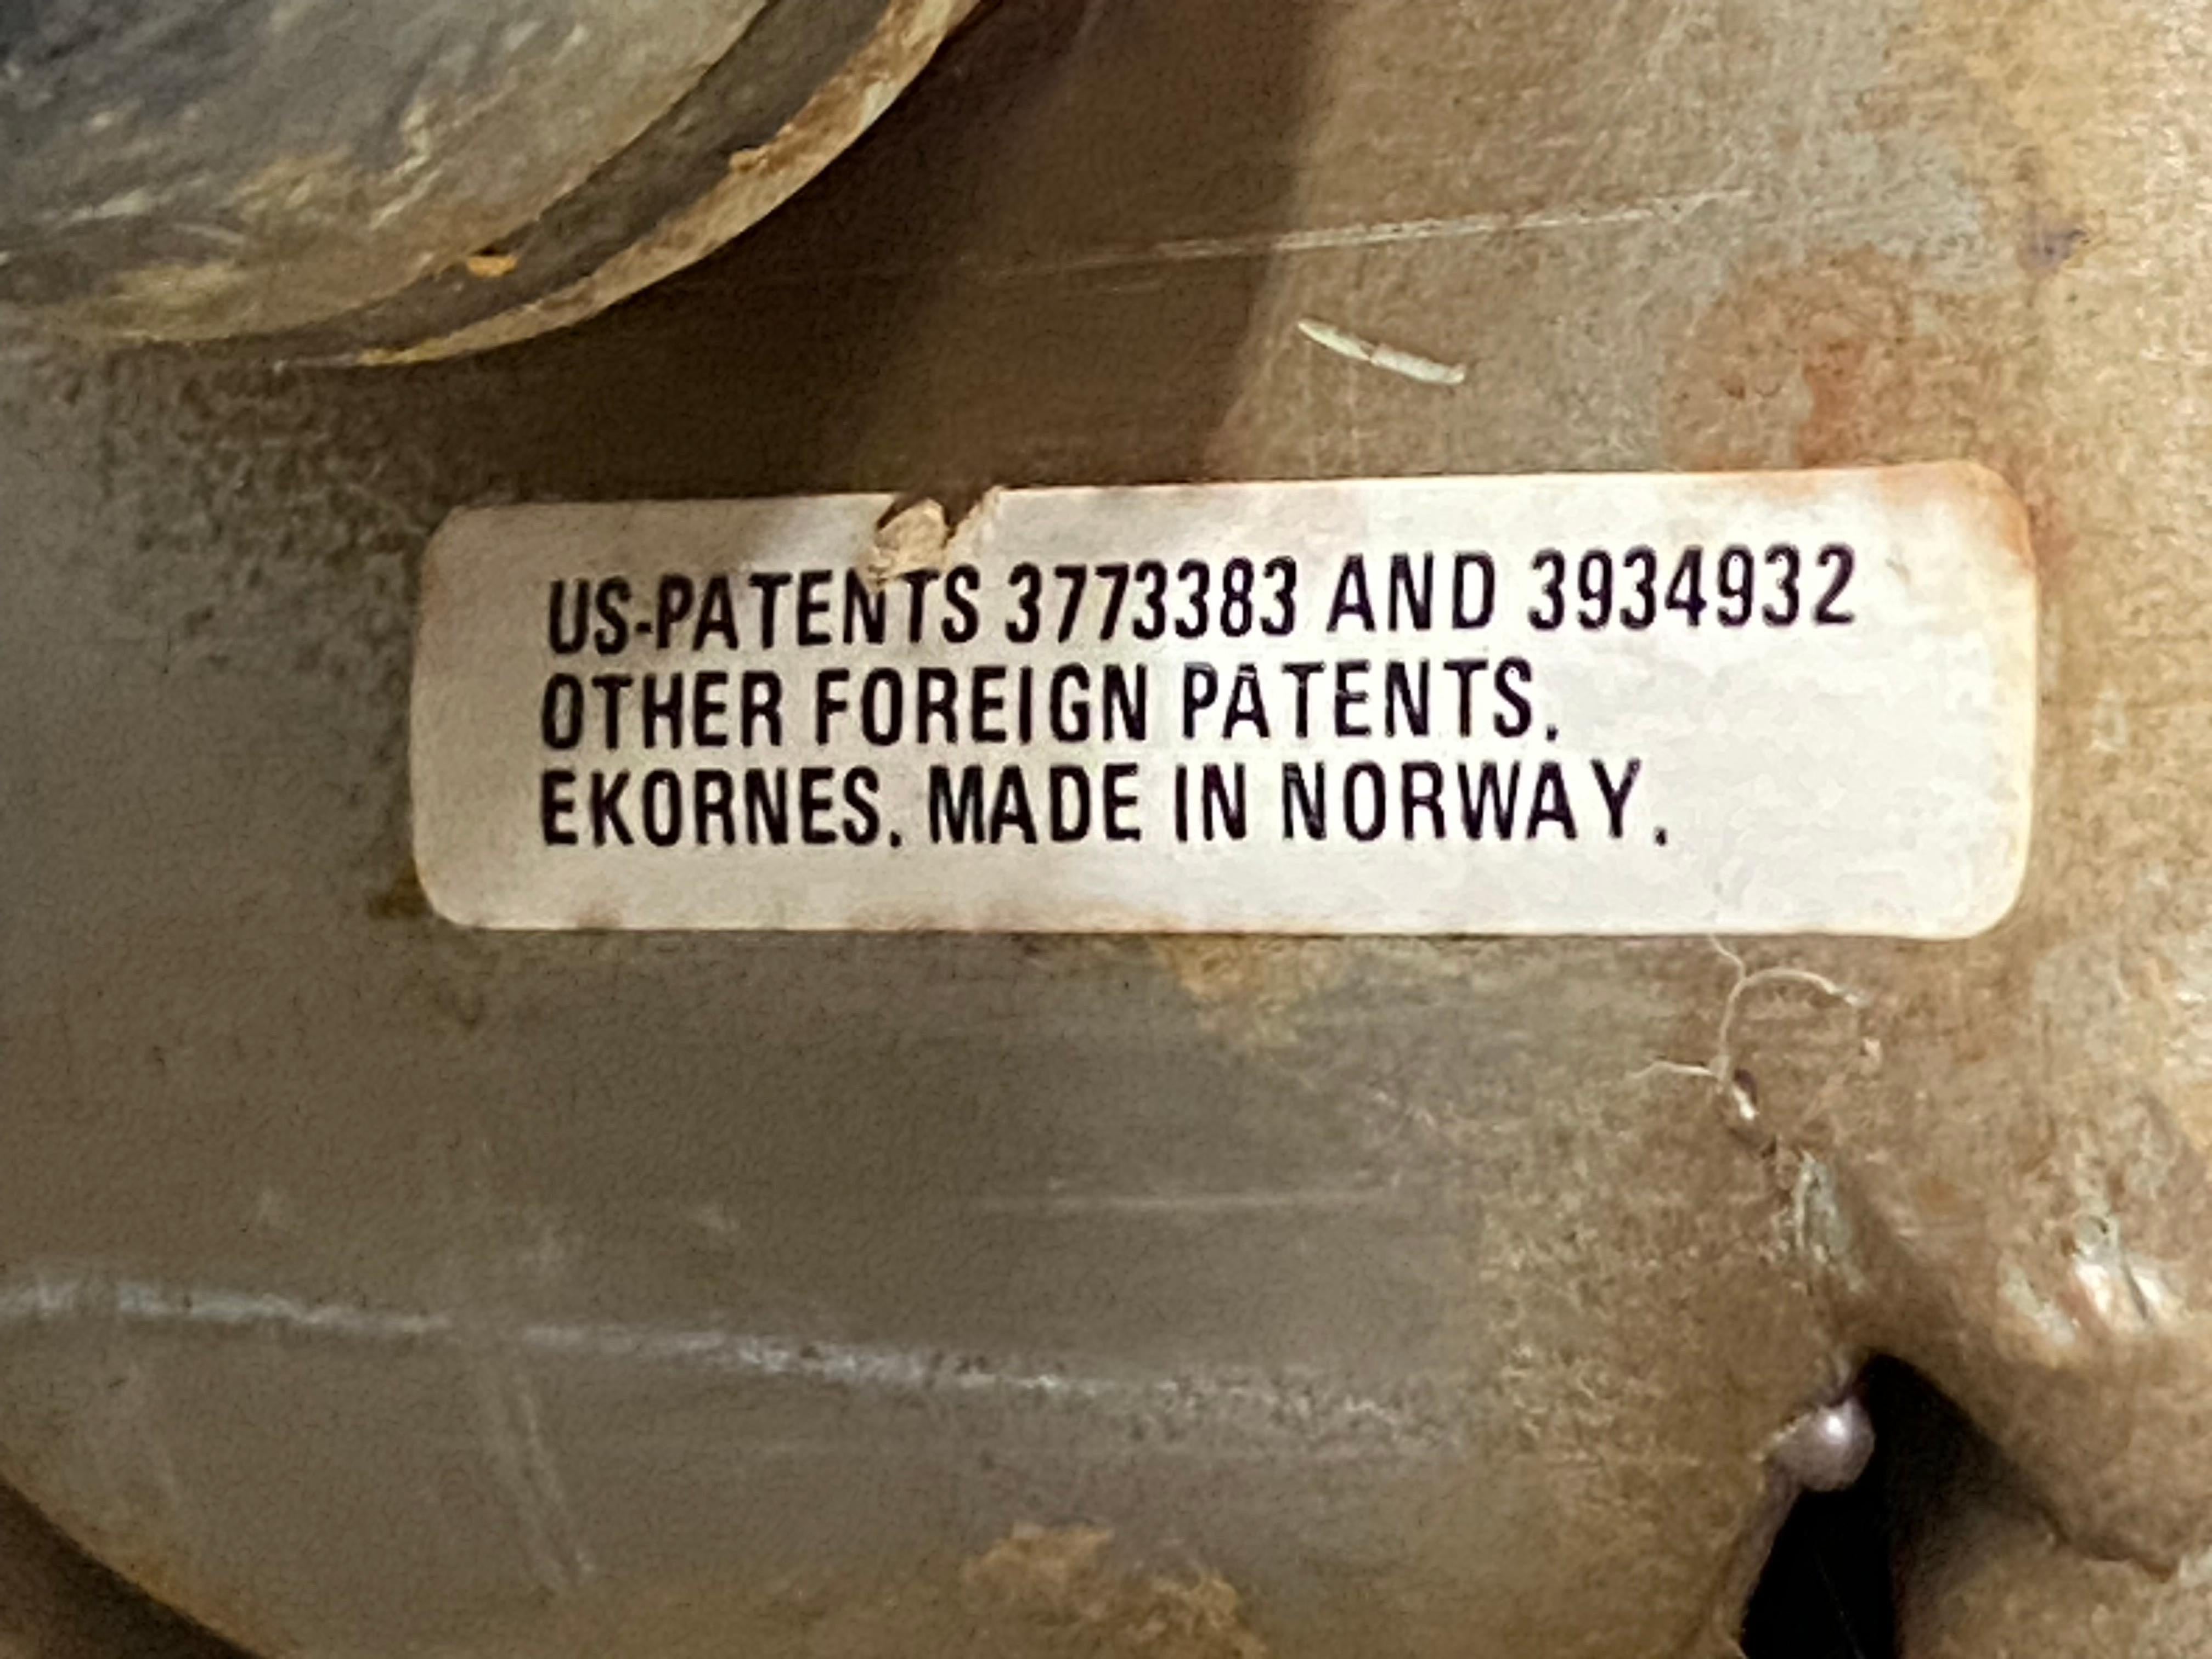 US-PATENTS 3773383 AND 3934932
OTHER FOREIGN PATENTS.
EKORNES. MADE IN NORWAY.